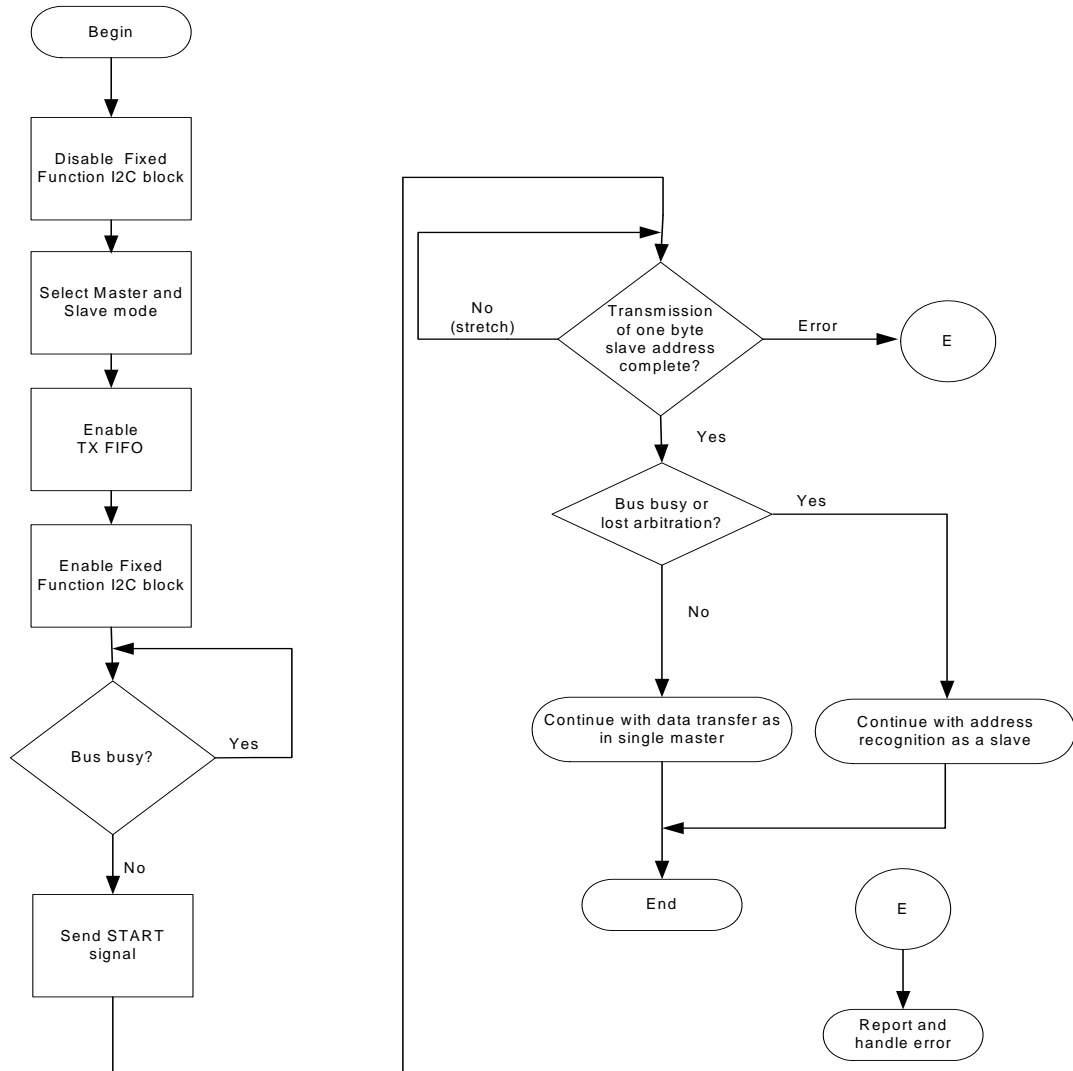 Begin
Disable Fixed
Function I2C block
Select Master and
Slave mode
Enable
TX FIFO
Enable Fixed
Function I2C block
Bus busy?
Yes
No
Send START
signal
Transmission
of one byte
slave address
complete?
No
(stretch)
Error
E
Yes
Bus busy or
lost arbitration?
Yes
No
Continue with data transfer as
in single master
Continue with address
recognition as a slave
End
E
Report and
handle error